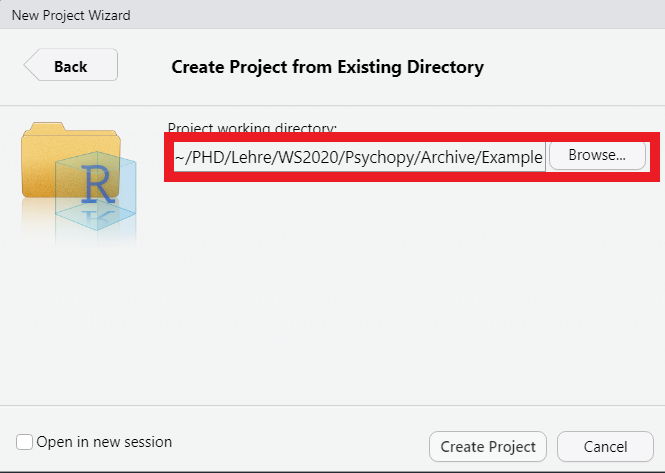 New Project Wizard
Back
Create Project from Existing Directory
Project working directory:
~/PHD/Lehre/WS2020/Psychopy/Archive/Example
Browse...
R
Open in new session
Create Project
Cancel